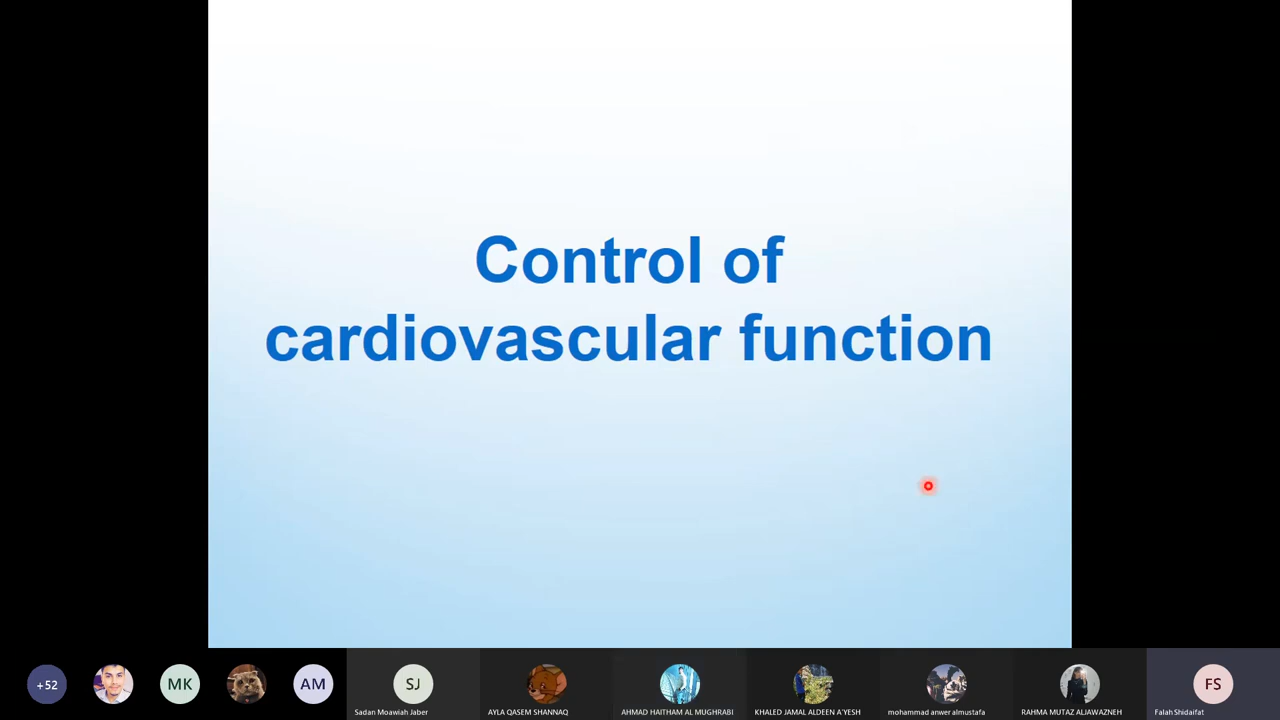 Control of
cardiovascular function
+52
MK
AM
SJ
FS
Sadan Moawiah Jaber
AYLA QASEM SHANNAQ
AHMAD HAITHAM AL MUGHRABI
KHALED JAMAL ALDEEN A'YESH
mohammad anwer almustafa
RAHMA MUTAZ ALJAWAZNEH
Falah Shidaifat